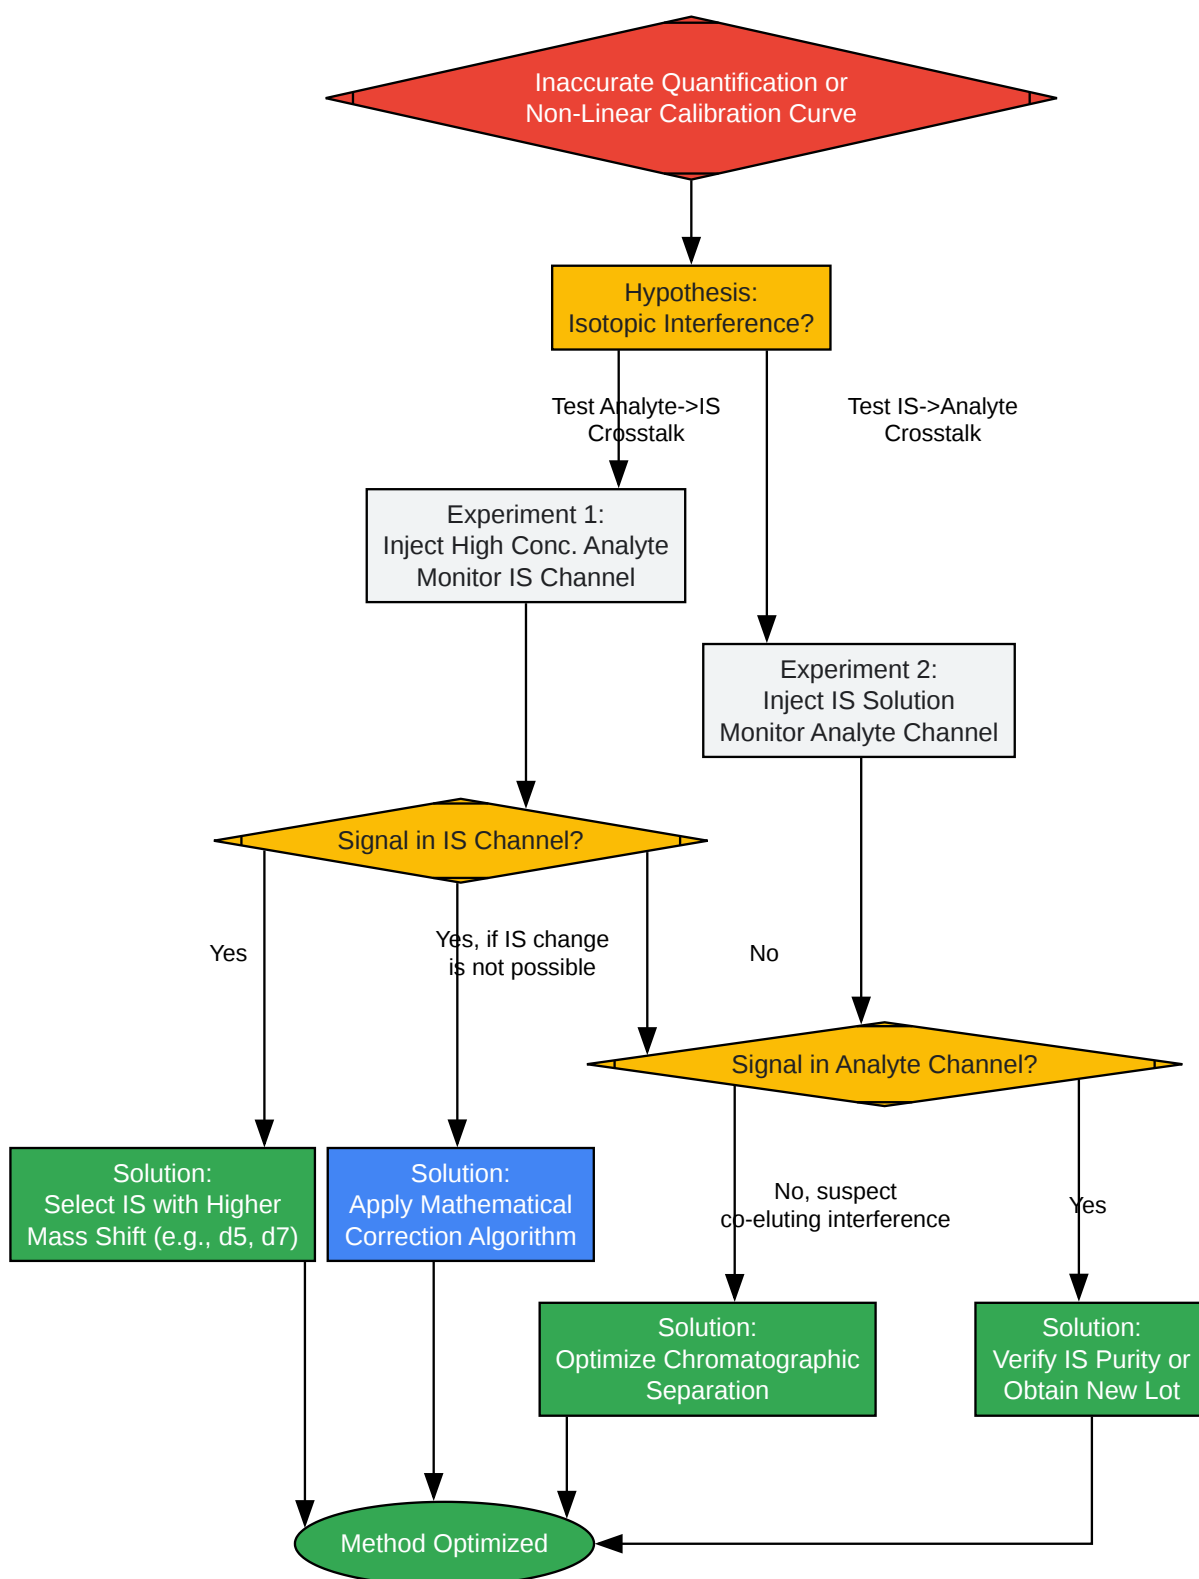 Inaccurate Quantification or
Non-Linear Calibration Curve
Hypothesis:
Isotopic Interference?
Test Analyte->IS
Crosstalk
Test IS->Analyte
Crosstalk
Experiment 1:
Inject High Conc. Analyte
Monitor IS Channel
Experiment 2:
Inject IS Solution
Monitor Analyte Channel
Signal in IS Channel?
Yes
Yes, if IS change
is not possible
No
Signal in Analyte Channel?
Solution:
Select IS with Higher
Mass Shift (e.g., d5, d7)
Solution:
Apply Mathematical
Correction Algorithm
No, suspect
co-eluting interference
Yes
Solution:
Optimize Chromatographic
Separation
Solution:
Verify IS Purity or
Obtain New Lot
Method Optimized